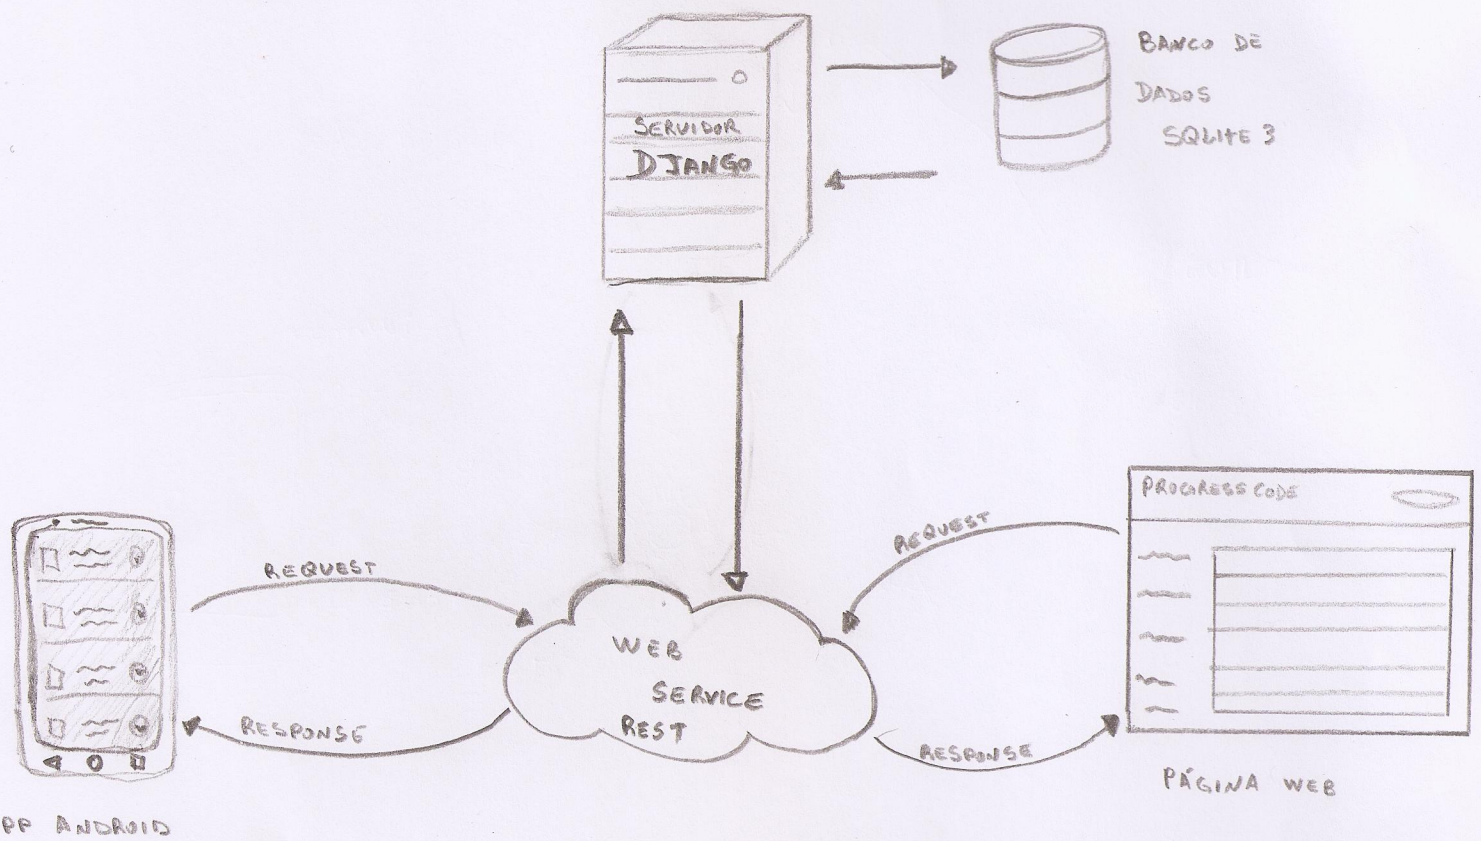 BANCO DE
DADOS
SQLITE 3
SERVIDOR
DJANGO
PROGRESS CODE
REQUEST
REQUEST
WEB
SERVICE
REST
RESPONSE
RESPONSE
PÁGINA WEB
PP ANDROID